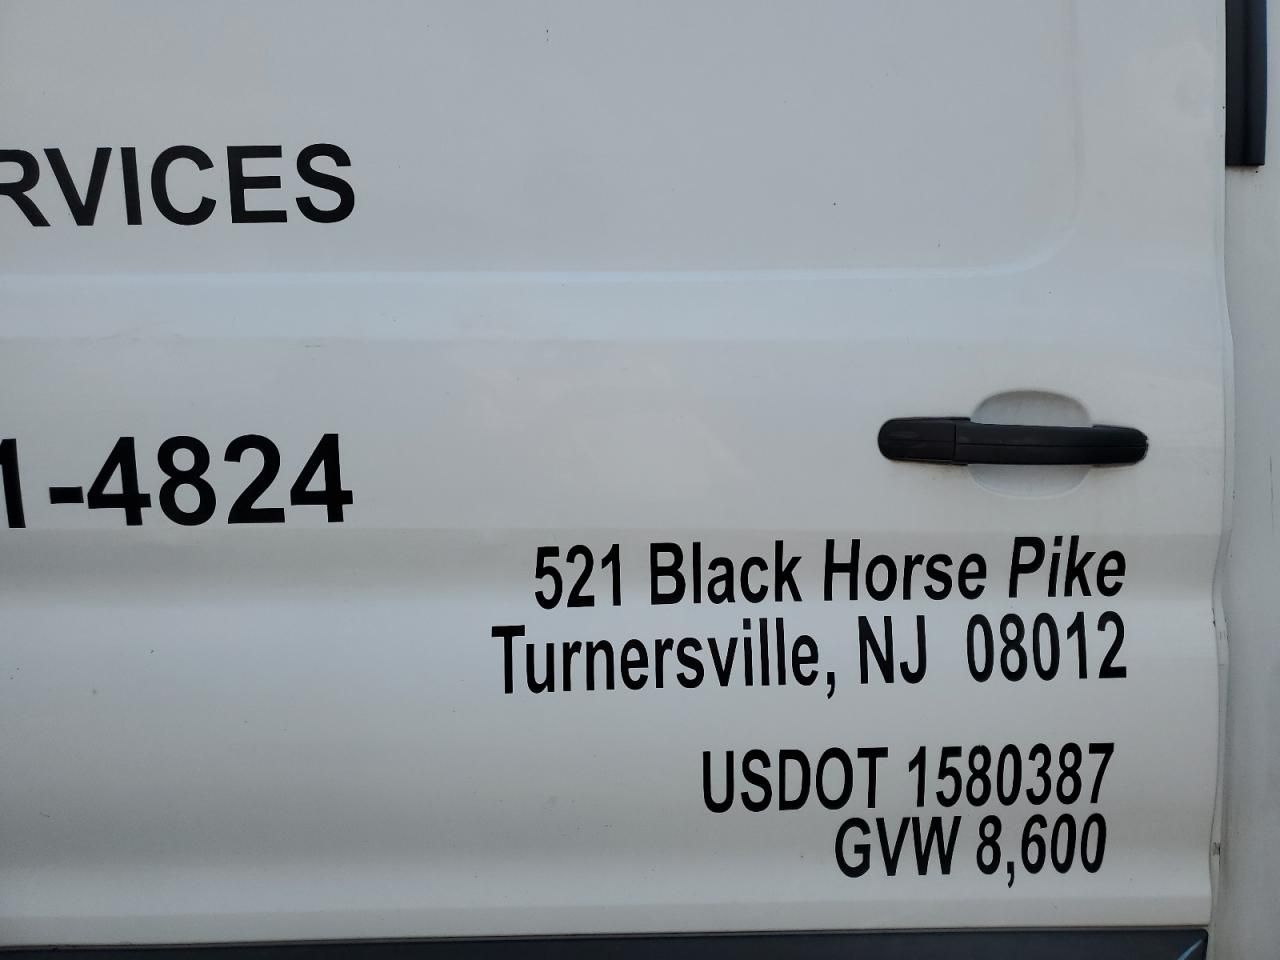 RVICES
1-4824
521 Black Horse Pike
Turnersville, NJ 08012
USDOT 1580387
GVW 8,600